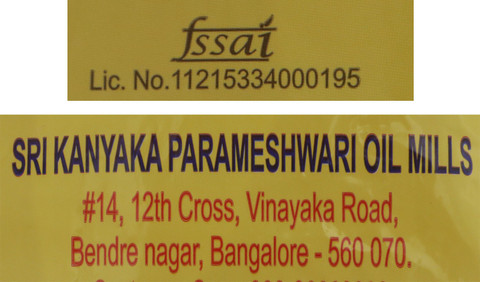 fssai
Lic. No.11215334000195
SRI KANYAKA PARAMESHWARI OIL MILLS
#14, 12th Cross, Vinayaka Road,
Bendre nagar, Bangalore - 560 070.